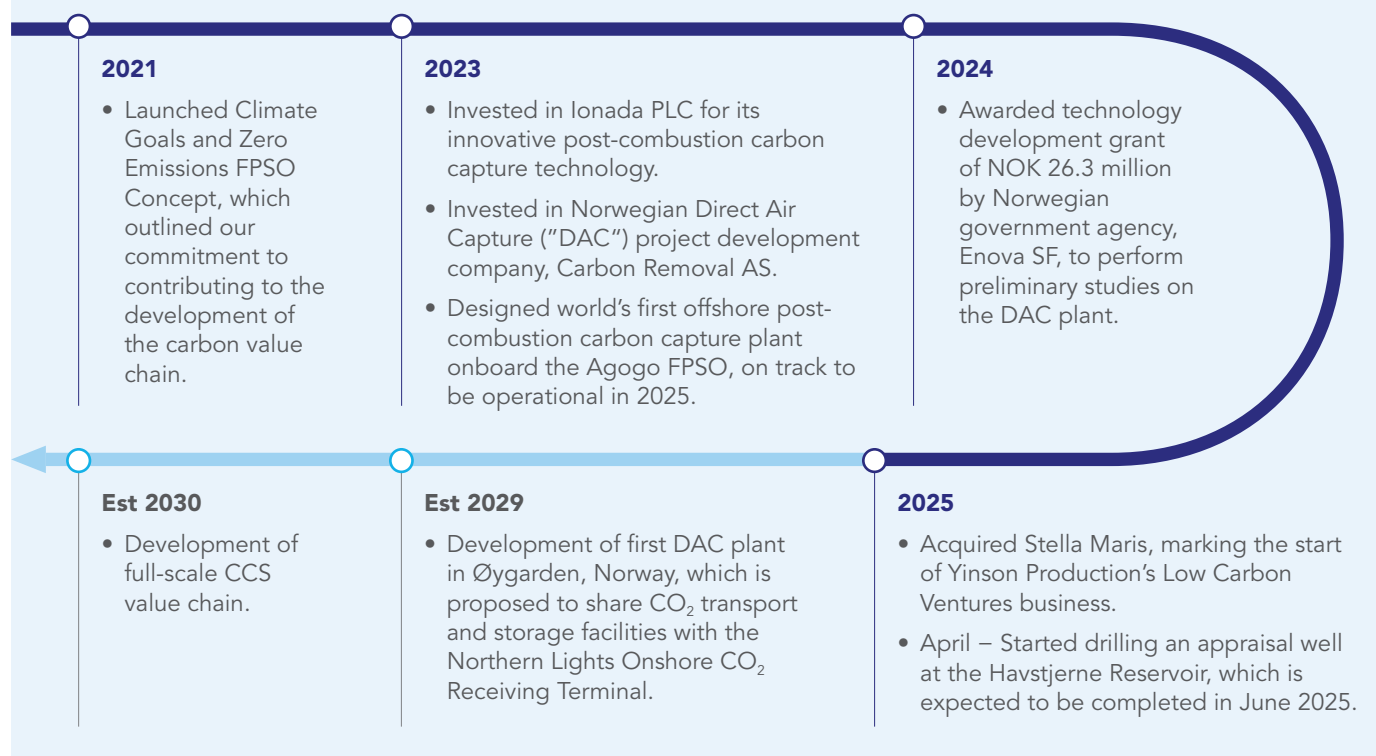 2021
• Launched Climate
Goals and Zero
Emissions FPSO
Concept, which
outlined our
commitment to
contributing to the
development of
the carbon value
chain.
2023
• Invested in Ionada PLC for its
innovative post-combustion carbon
capture technology.
• Invested in Norwegian Direct Air
Capture ("DAC") project development
company, Carbon Removal AS.
• Designed world's first offshore post-
combustion carbon capture plant
onboard the Agogo FPSO, on track to
be operational in 2025.
2024
• Awarded technology
development grant
of NOK 26.3 million
by Norwegian
government agency,
Enova SF, to perform
preliminary studies on
the DAC plant.
Est 2030
• Development of
full-scale CCS
value chain.
Est 2029
• Development of first DAC plant
in Øygarden, Norway, which is
proposed to share CO₂ transport
and storage facilities with the
Northern Lights Onshore CO₂
Receiving Terminal.
2025
• Acquired Stella Maris, marking the start
of Yinson Production's Low Carbon
Ventures business.
• April – Started drilling an appraisal well
at the Havstjerne Reservoir, which is
expected to be completed in June 2025.